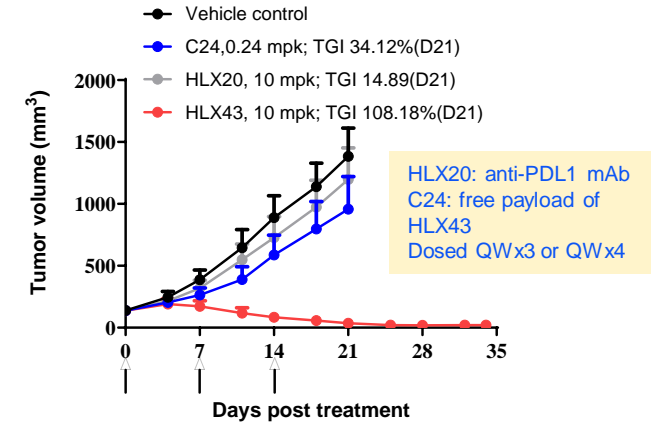 Vehicle control
C24,0.24 mpk; TGI 34.12%(D21)
HLX20, 10 mpk; TGI 14.89(D21)
HLX43, 10 mpk; TGI 108.18%(D21)
Tumor volume (mm³)
2000
1500
1000
500
0
0 7 14 21 28 35
Days post treatment
HLX20: anti-PDL1 mAb
C24: free payload of
HLX43
Dosed QWx3 or QWx4